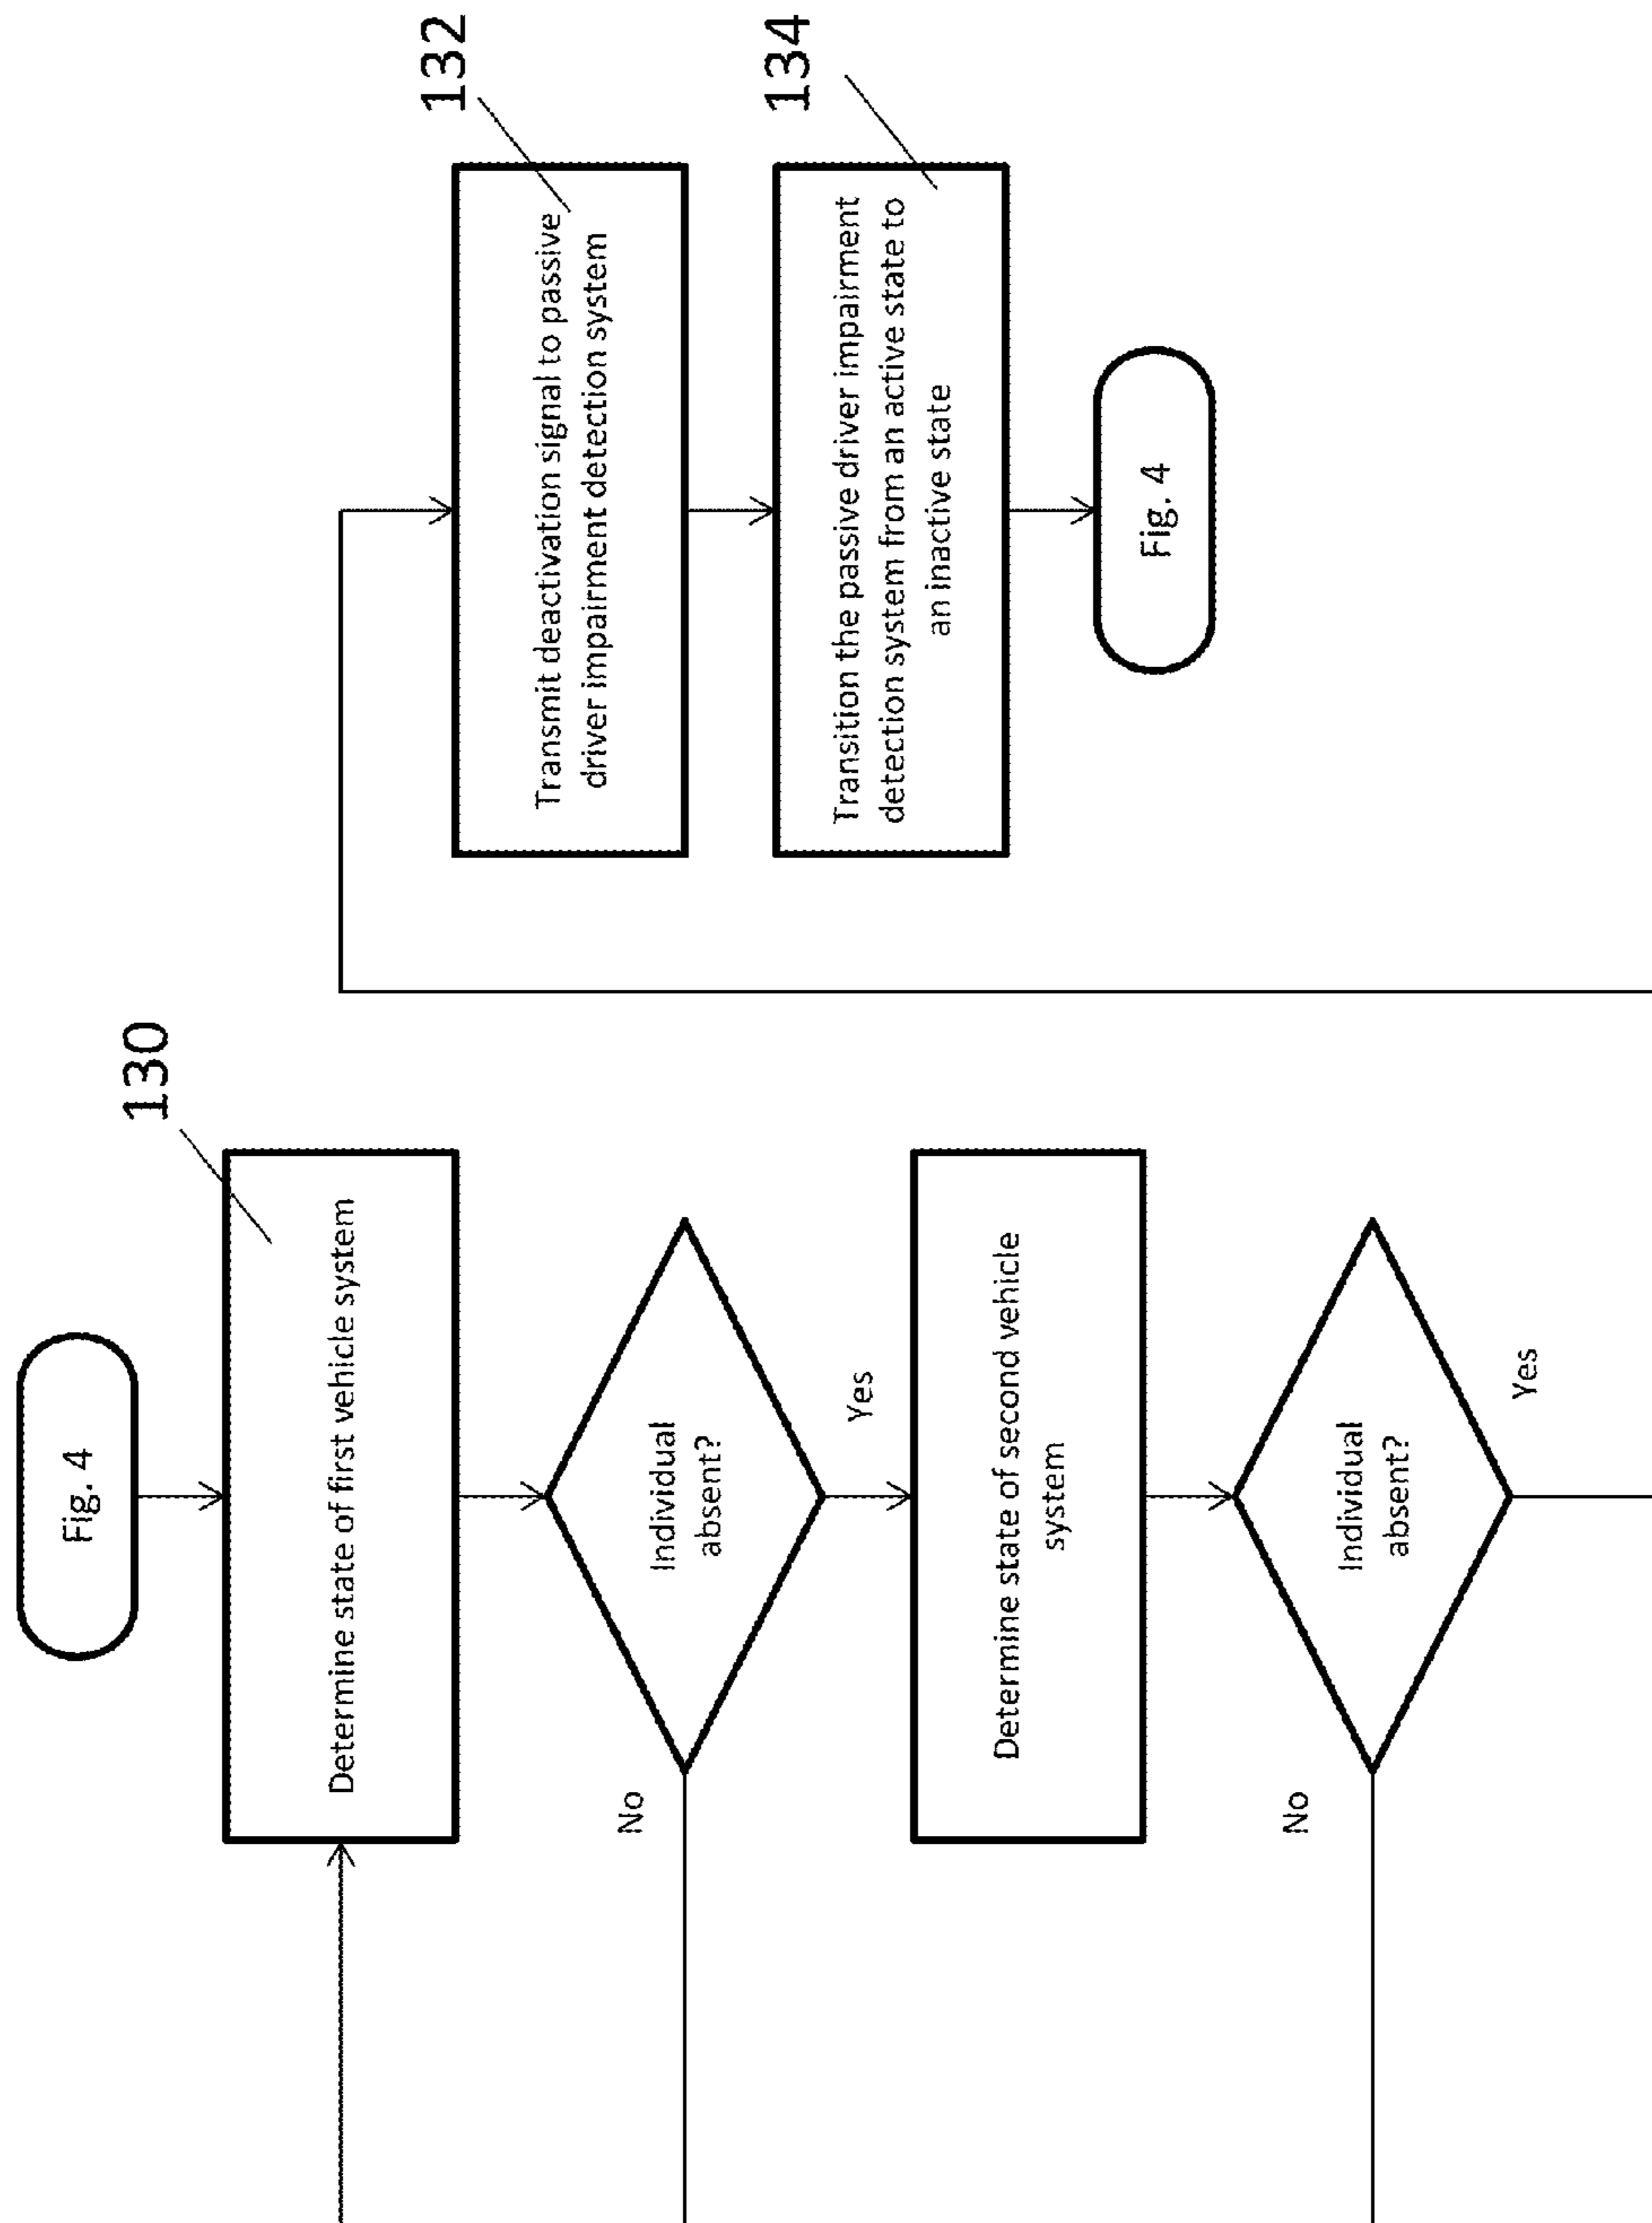 Fig. 4
130
Determine state of first vehicle system
Individual
absent?
No
Yes
Determine state of second vehicle
system
Individual
absent?
No
Yes
132
Transmit deactivation signal to passive
driver impairment detection system
134
Transition the passive driver impairment
detection system from an active state to
an inactive state
Fig. 4